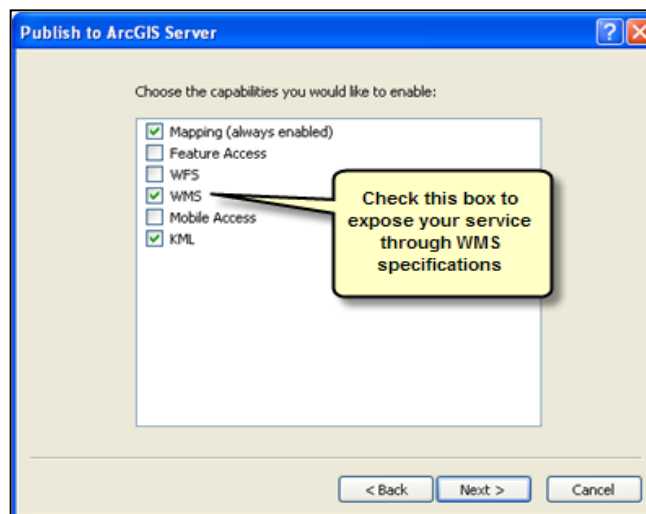 Publish to ArcGIS Server
Choose the capabilities you would like to enable:
Mapping (always enabled)
Feature Access
WFS
WMS
Mobile Access
KML
Check this box to
expose your service
through WMS
specifications
< Back
Next >
Cancel